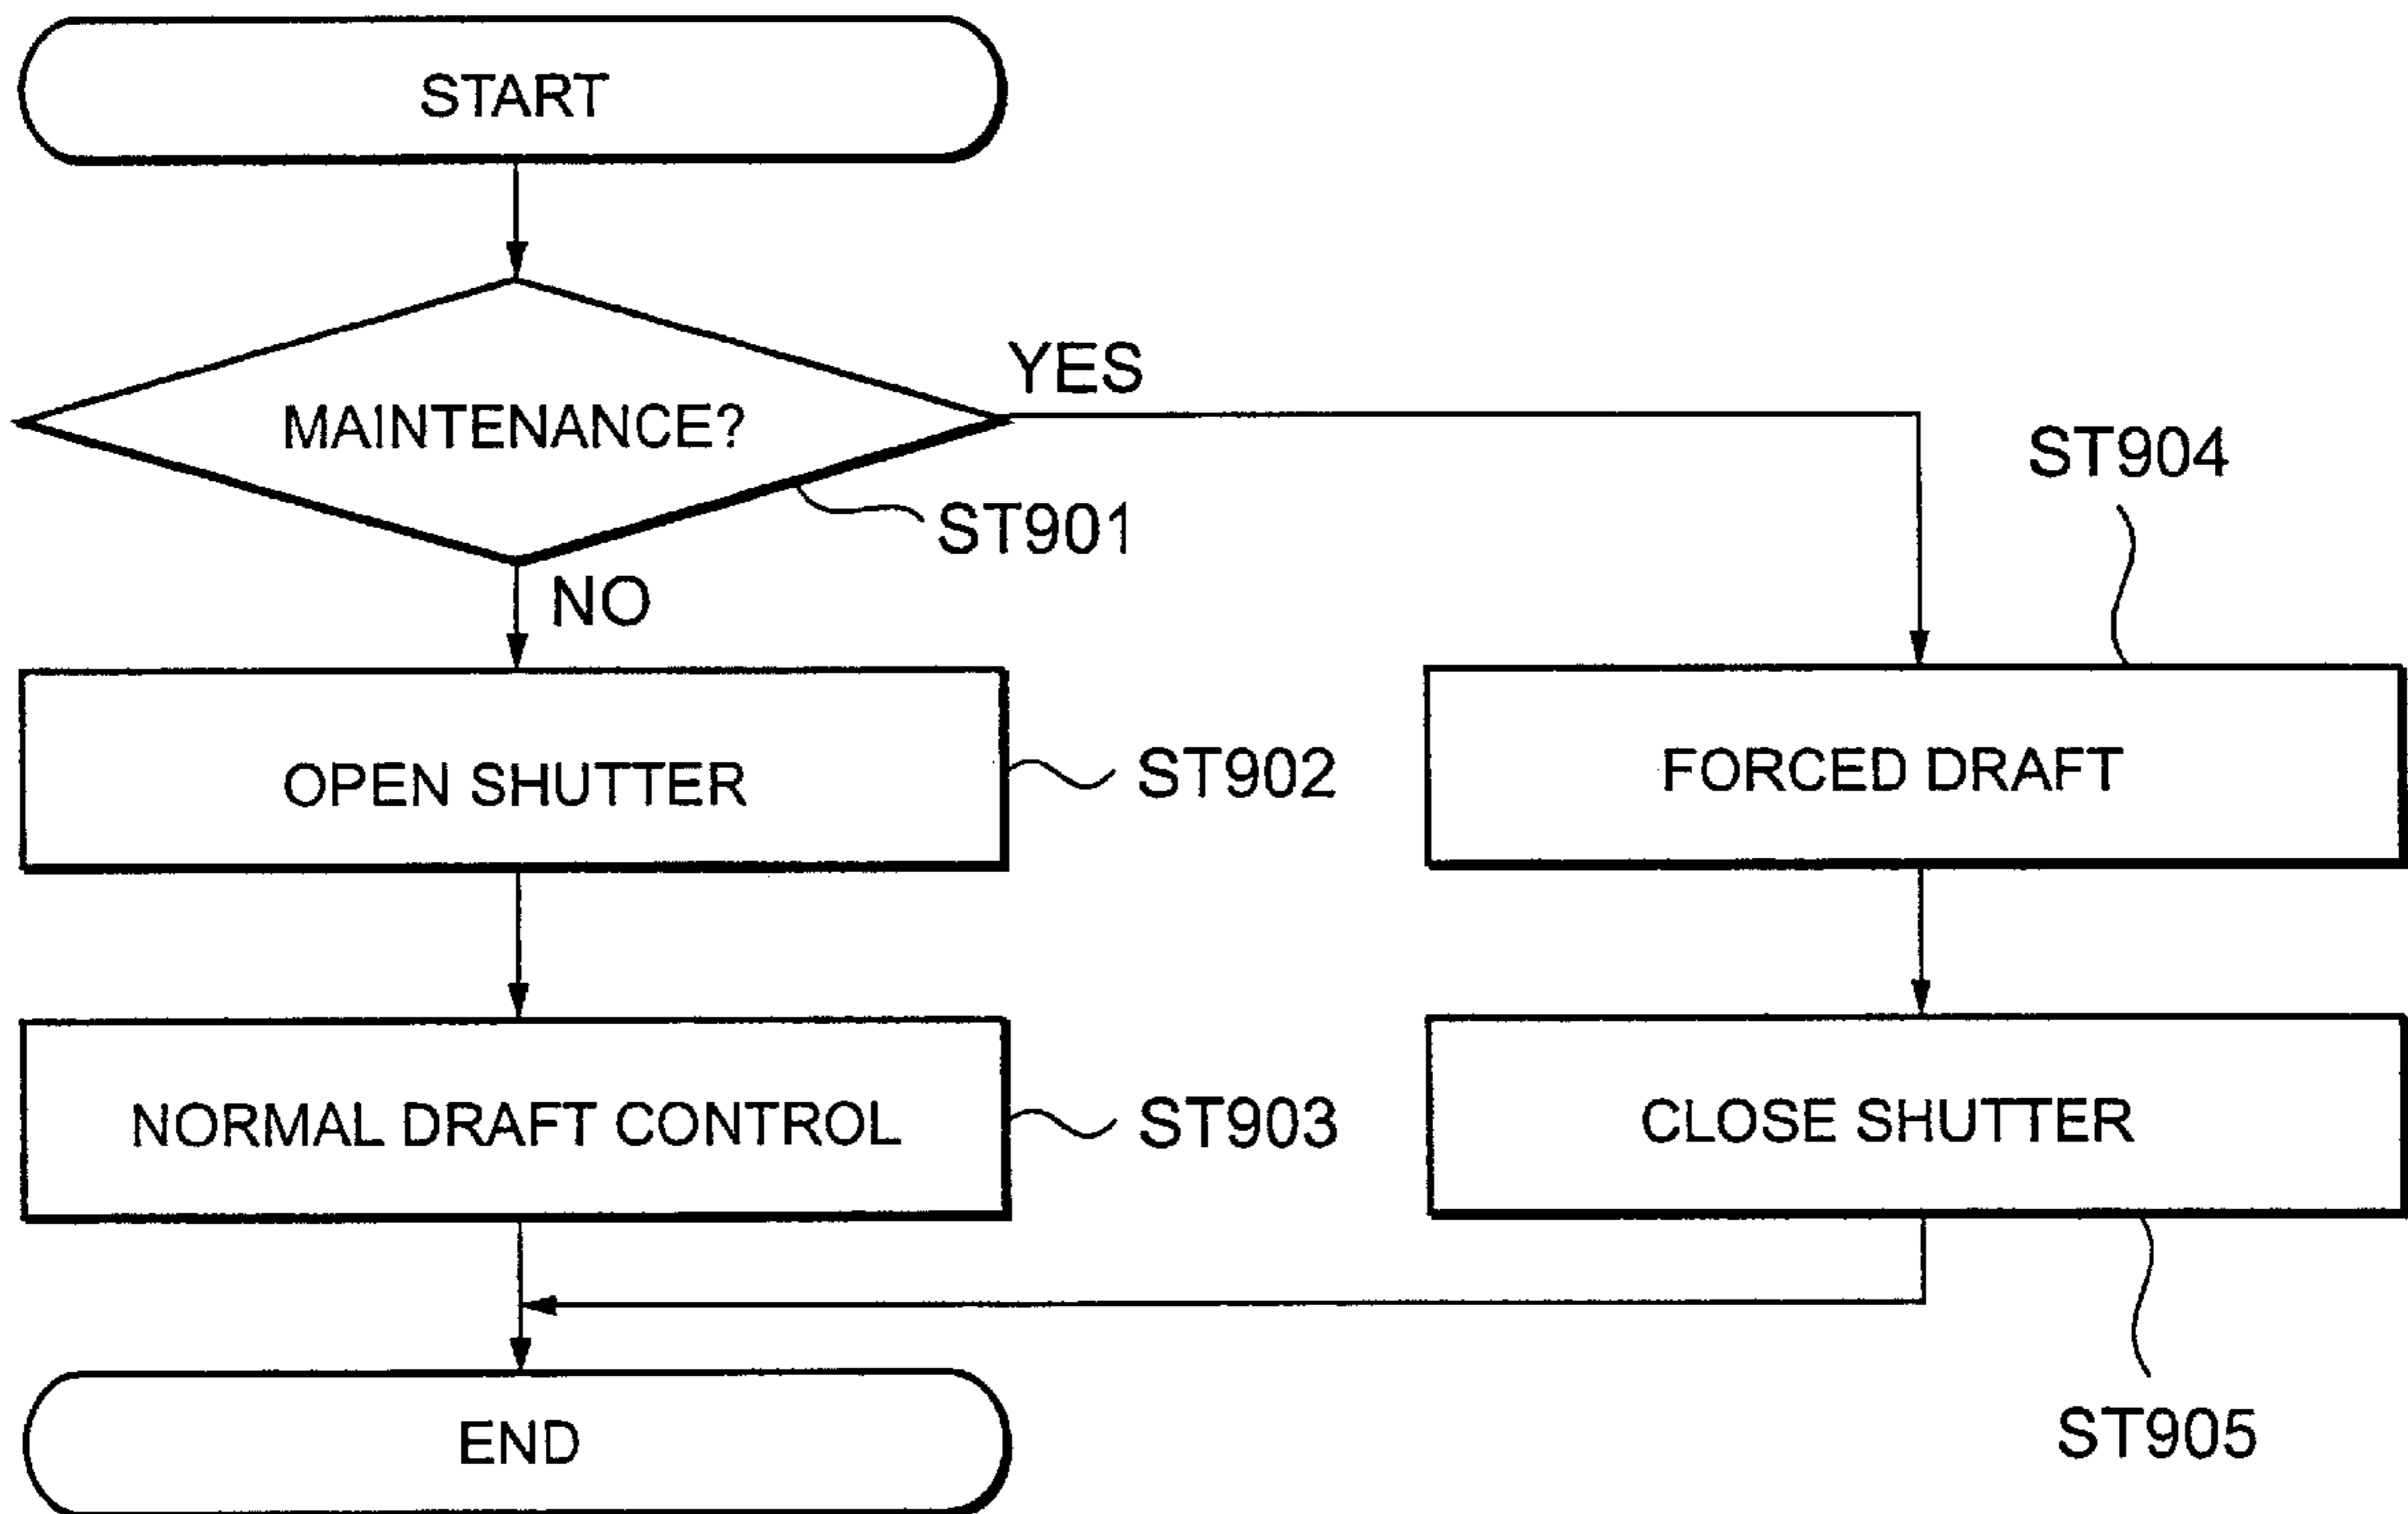 START
MAINTENANCE?
YES
ST901
NO
ST904
OPEN SHUTTER
ST902
FORCED DRAFT
NORMAL DRAFT CONTROL
ST903
CLOSE SHUTTER
ST905
END